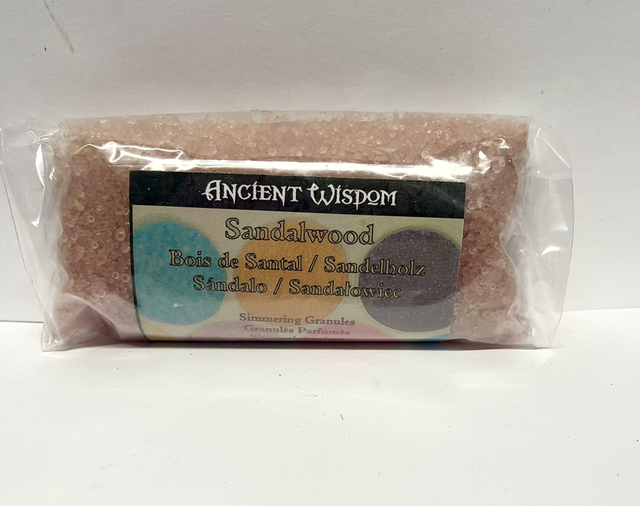 ANCIENT WISDOM
Sandalwood
Bois de Santal / Sandelholz
Sándalo / Sandałowiec
Simmering Granules
Granulés Parfumés